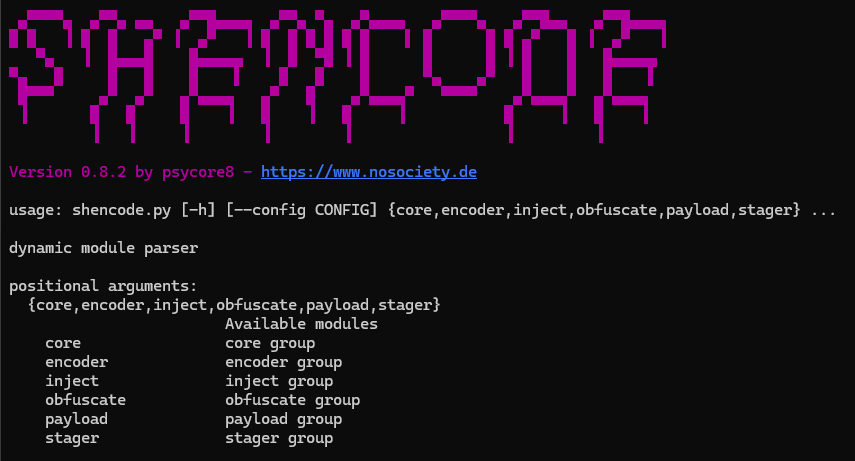 SHENCODE
Version 0.8.2 by psycore8 - https://www.nosociety.de
usage: shencode.py [-h] [--config CONFIG] {core,encoder,inject,obfuscate,payload,stager} ...
dynamic module parser
positional arguments:
{core,encoder,inject,obfuscate,payload,stager}
Available modules
core core group
encoder encoder group
inject inject group
obfuscate obfuscate group
payload payload group
stager stager group